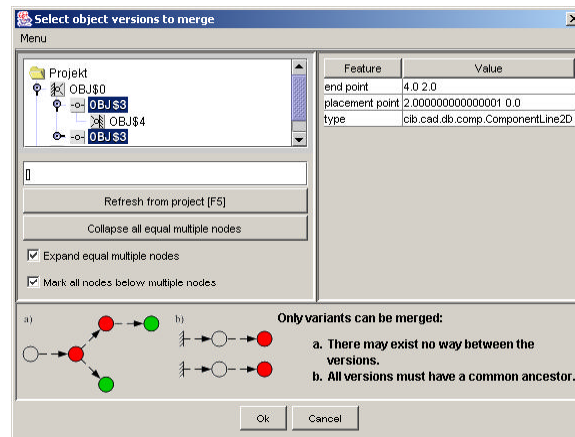 Select object versions to merge
Menu
Projekt
OBJ$0
OBJ$3
OBJ$4
OBJ$3
Feature Value
end point 4.0 2.0
placement point 2.000000000000001 0.0
type cib.cad.db.comp.ComponentLine2D
[]
Refresh from project [F5]
Collapse all equal multiple nodes
Expand equal multiple nodes
Mark all nodes below multiple nodes
a)
b)
Only variants can be merged:
a. There may exist no way between the
versions.
b. All versions must have a common ancestor.
Ok Cancel